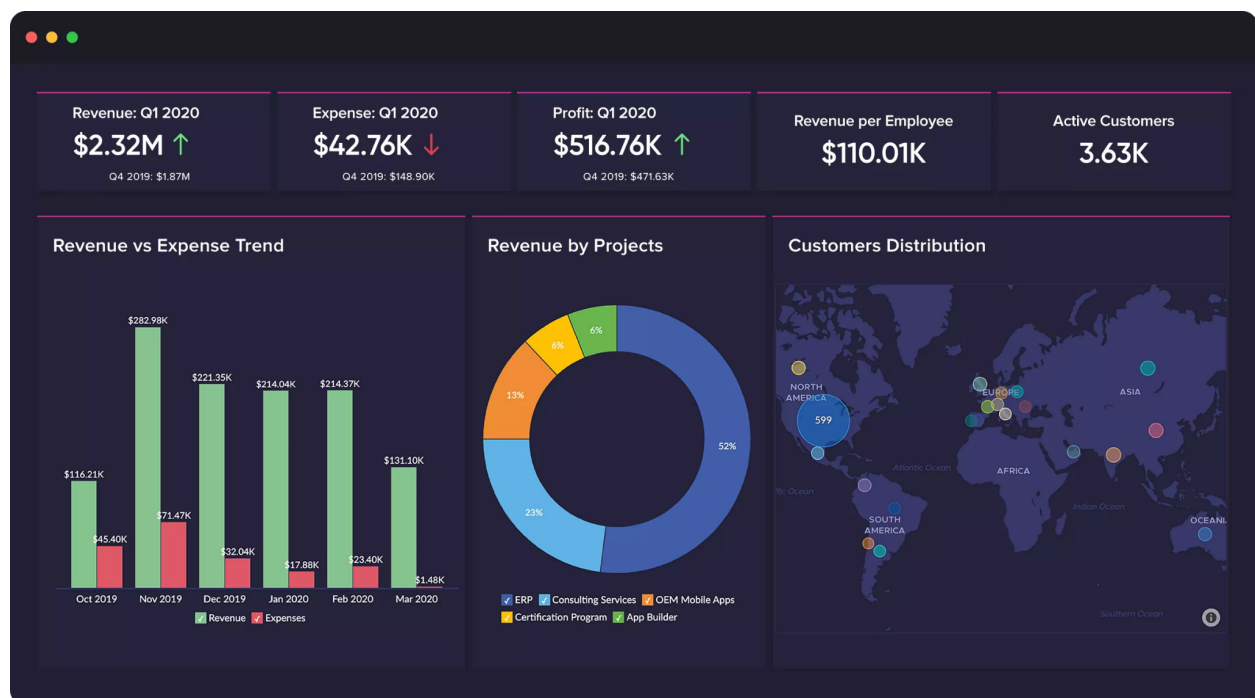 Revenue: Q1 2020
$2.32M ↑
Q4 2019: $1.87M
Expense: Q1 2020
$42.76K ↓
Q4 2019: $148.90K
Profit: Q1 2020
$516.76K ↑
Q4 2019: $471.63K
Revenue per Employee
$110.01K
Active Customers
3.63K
Revenue vs Expense Trend
$282.98K
$221.35K
$214.04K
$214.37K
$131.10K
$116.21K
$71.47K
$45.40K
$32.04K
$17.88K
$23.40K
$1.48K
Oct 2019 Nov 2019 Dec 2019 Jan 2020 Feb 2020 Mar 2020
Revenue Expenses
Revenue by Projects
6%
6%
13%
52%
23%
ERP Consulting Services OEM Mobile Apps
Certification Program App Builder
Customers Distribution
NORTH
AMERICA
EUROPE
ASIA
599
Atlantic Ocean
AFRICA
fic Ocean
Indian Ocean
SOUTH
AMERICA
OCEANI
Southern Ocean